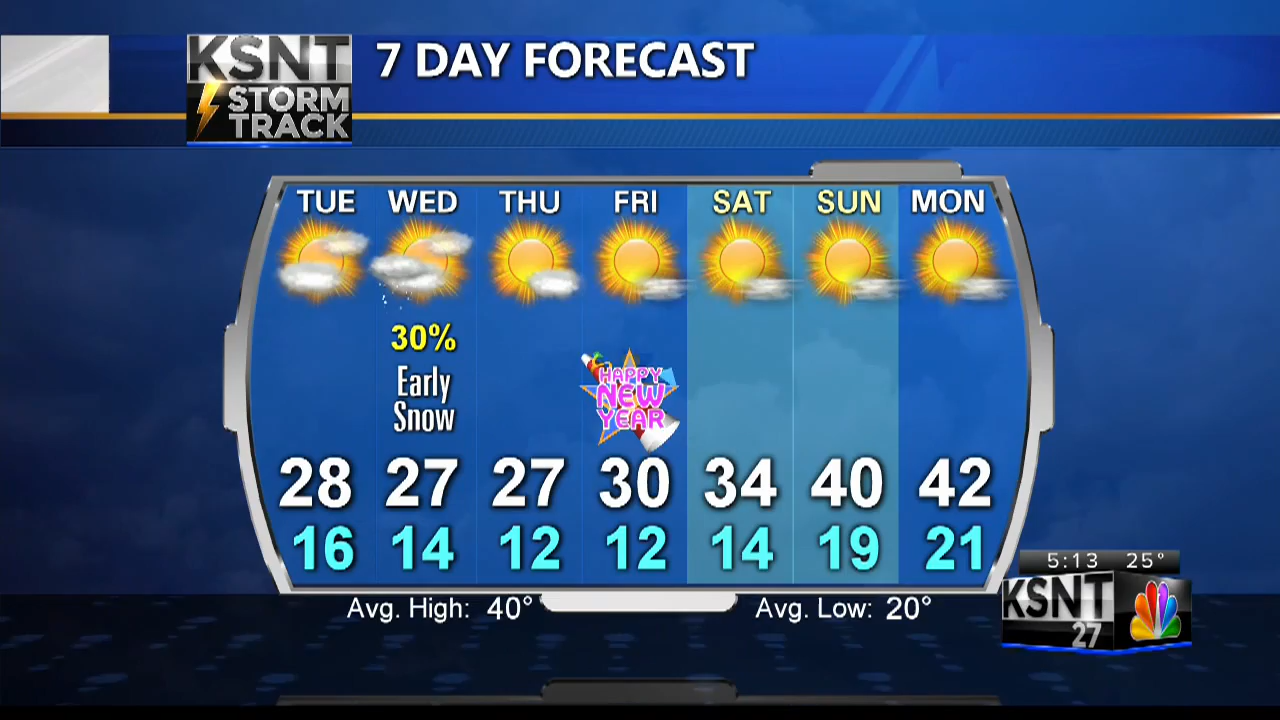 KSNT
STORM
TRACK
7 DAY FORECAST
TUE WED THU FRI SAT SUN MON
30%
Early
Snow
HAPPY
NEW
YEAR
28 27 27 30 34 40 42
16 14 12 12 14 19 21
Avg. High: 40° Avg. Low: 20°
5:13 25°
KSNT
27